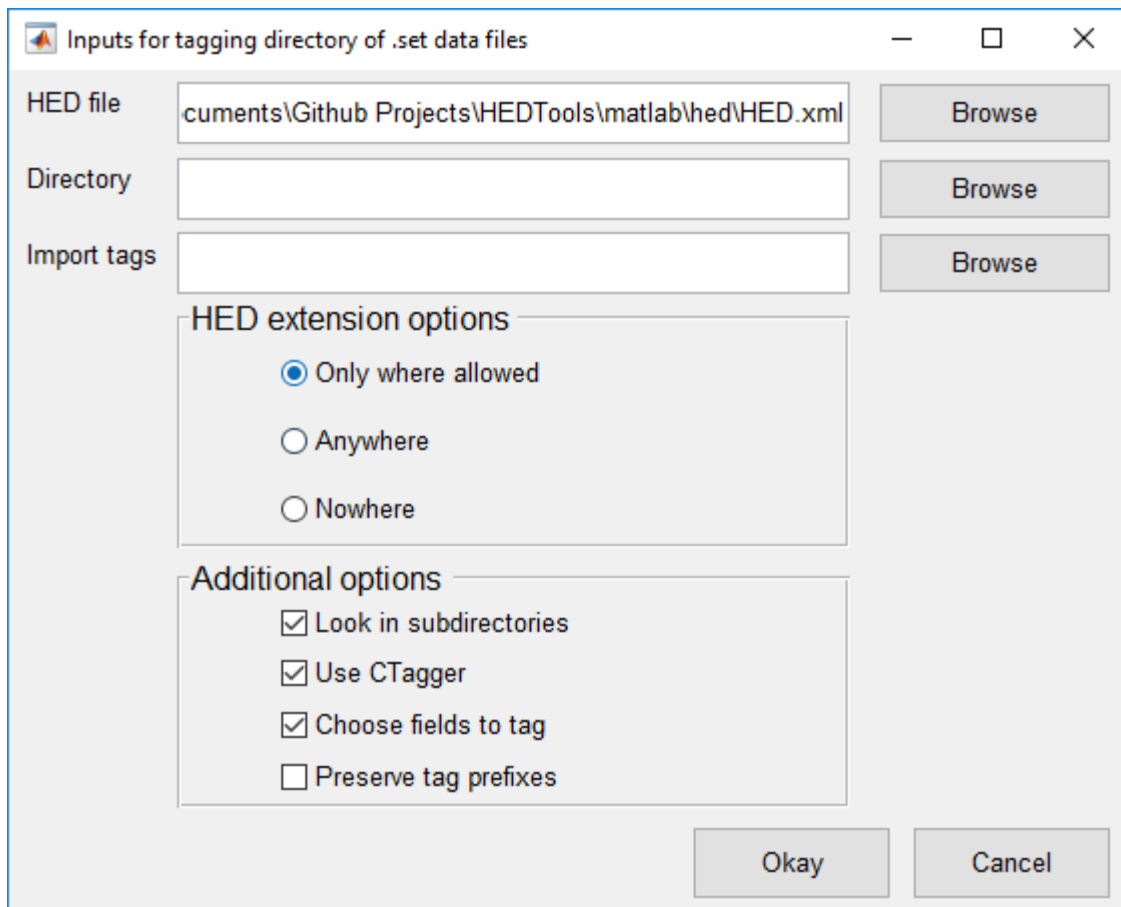 Inputs for tagging directory of .set data files
HED file
cuments\Github Projects\HEDTools\matlab\hed\HED.xml
Browse
Directory
Browse
Import tags
Browse
HED extension options
Only where allowed
Anywhere
Nowhere
Additional options
Look in subdirectories
Use CTagger
Choose fields to tag
Preserve tag prefixes
Okay
Cancel